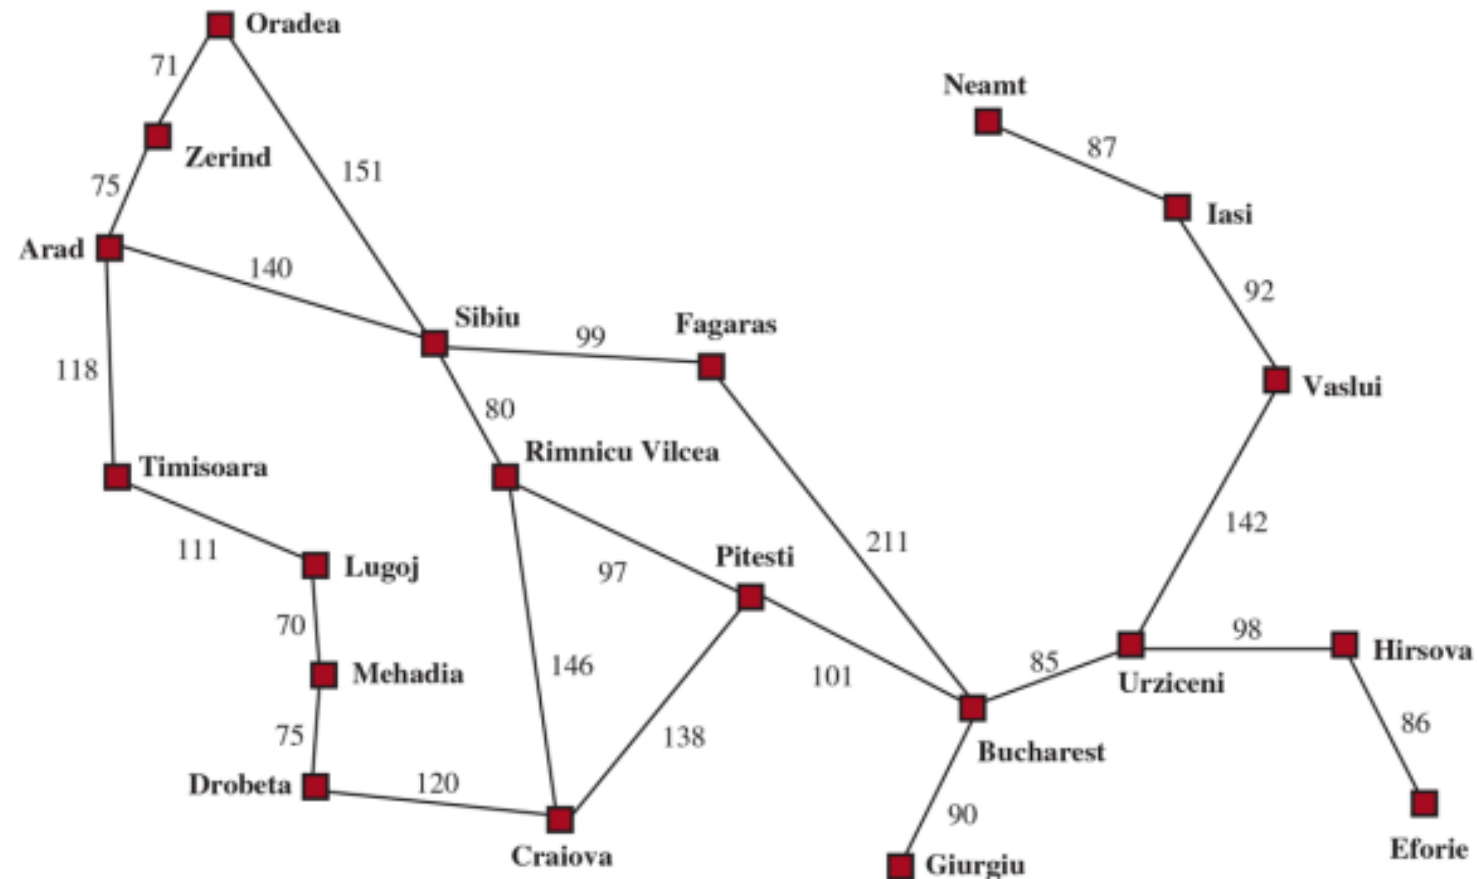 Oradea
71
Neamt
87
Zerind
151
75
Iasi
Arad
140
92
Sibiu
Fagaras
99
118
Vaslui
80
Rimnicu Vilcea
Timisoara
142
211
111
Pitesti
Lugoj
97
70
98
Hirsova
146
85
Mehadia
101
Urziceni
75
138
86
Bucharest
Drobeta
120
90
Eforie
Craiova
Giurgiu